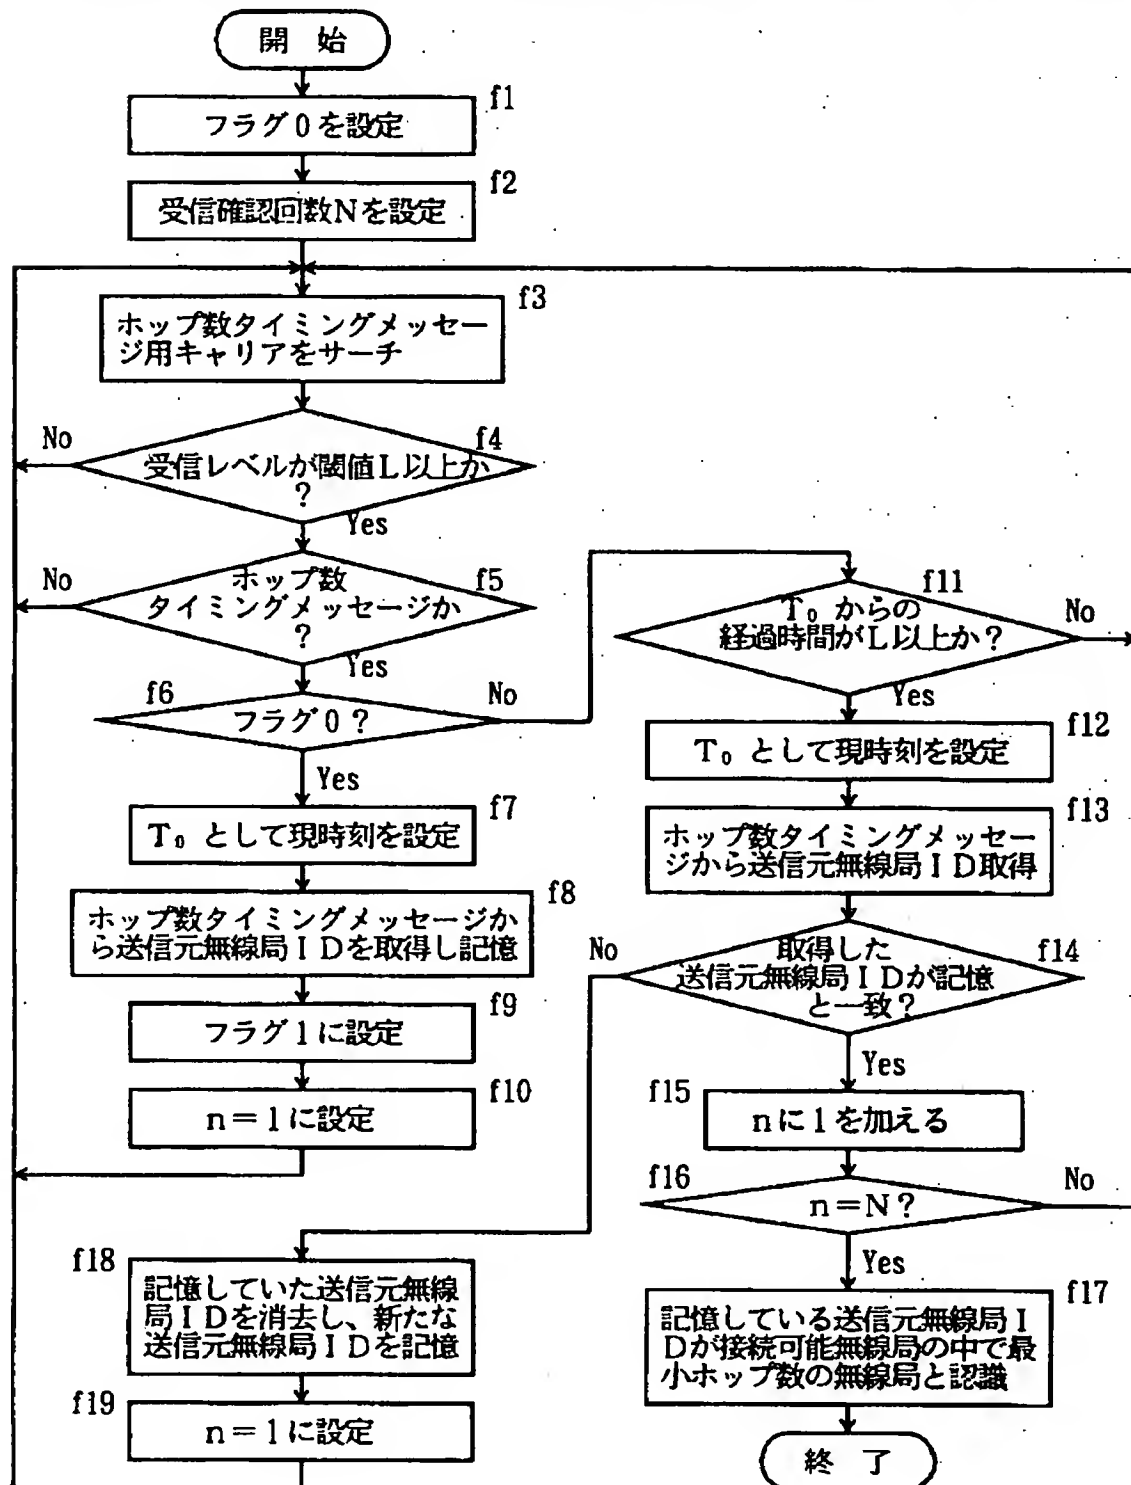 開 始
f1
フラグ0を設定
f2
受信確認回数Nを設定
f3
ホップ数タイミングメッセー
ジ用キャリアをサーチ
No
f4
受信レベルが閾値L以上か
?
Yes
No
f5
ホップ数
タイミングメッセージか
?
Yes
f6
フラグ0?
No
Yes
f7
T₀ として現時刻を設定
f8
ホップ数タイミングメッセージか
ら送信元無線局IDを取得し記憶
f9
フラグ1に設定
f10
n=1に設定
f11
T₀ からの
経過時間がL以上か?
No
Yes
f12
T₀ として現時刻を設定
f13
ホップ数タイミングメッセー
ジから送信元無線局ID取得
No
f14
取得した
送信元無線局IDが記憶
と一致?
Yes
f15
nに1を加える
f16
n=N?
No
Yes
f17
記憶している送信元無線局I
Dが接続可能無線局の中で最
小ホップ数の無線局と認識
f18
記憶していた送信元無線
局IDを消去し、新たな
送信元無線局IDを記憶
f19
n=1に設定
終 了